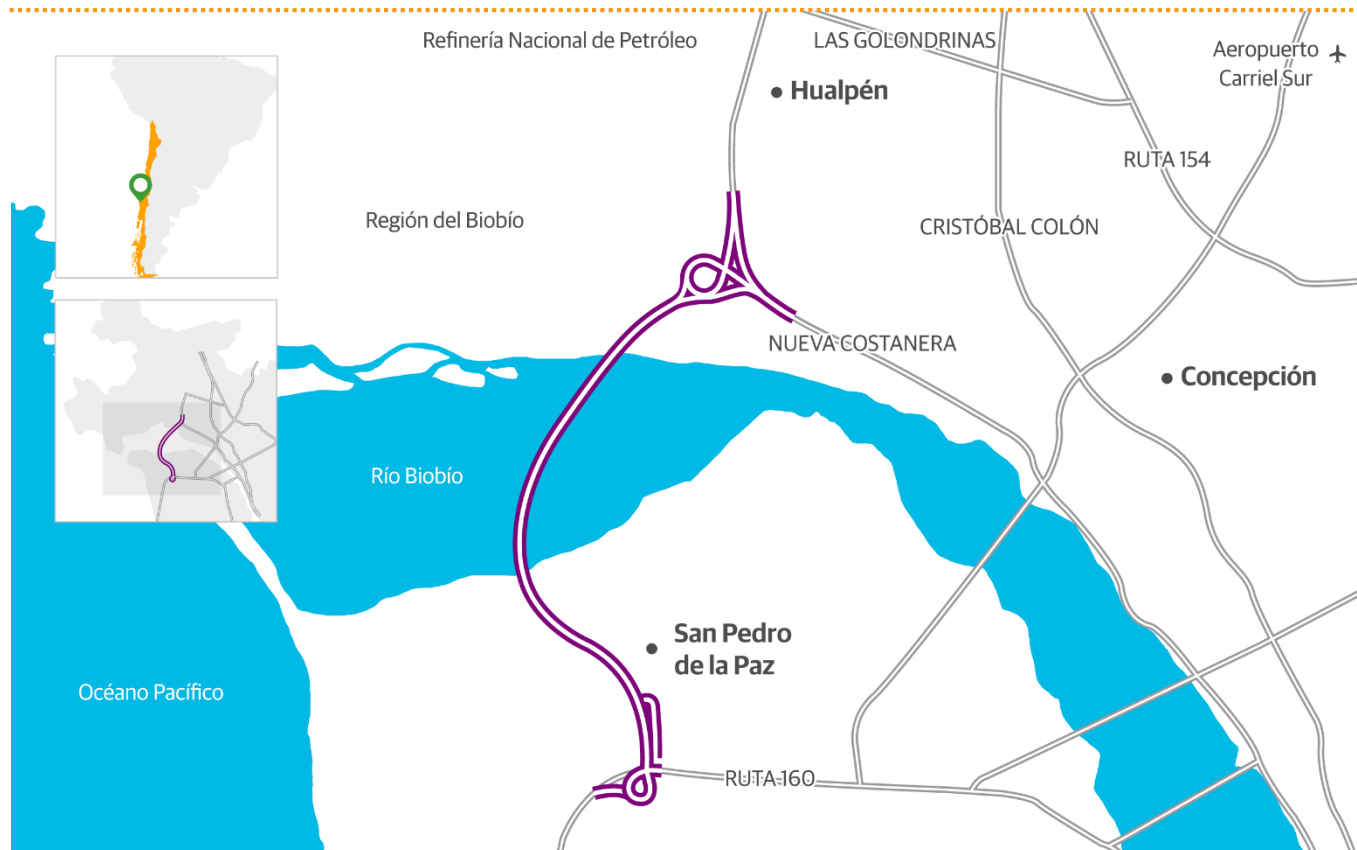 Refinería Nacional de Petróleo
LAS GOLONDRINAS
Aeropuerto
Carriel Sur
Hualpén
RUTA 154
Región del Biobío
CRISTÓBAL COLÓN
NUEVA COSTANERA
Concepción
Río Biobío
San Pedro
de la Paz
Océano Pacífico
RUTA 160